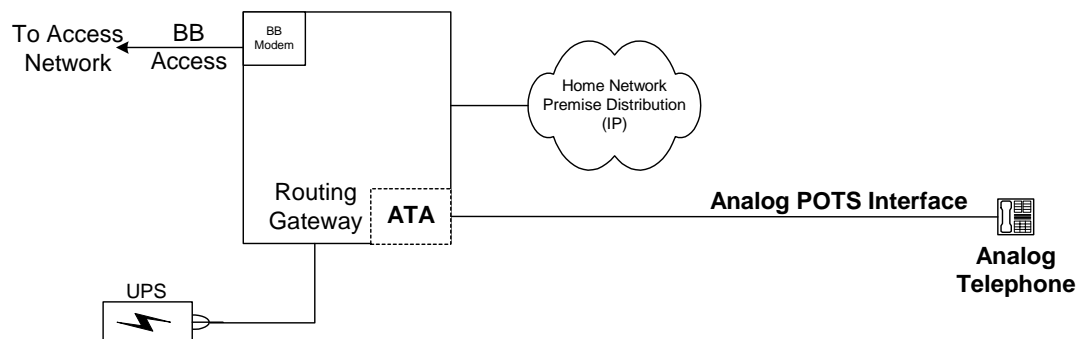 To Access
Network
BB
Access
BB
Modem
Home Network
Premise Distribution
(IP)
Routing
Gateway
ATA
Analog POTS Interface
Analog
Telephone
UPS